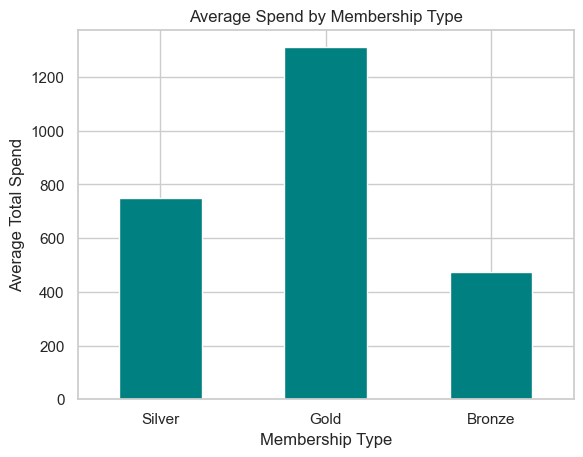 Average Spend by Membership Type
Average Total Spend
1200
1000
800
600
400
200
0
Silver
Gold
Bronze
Membership Type